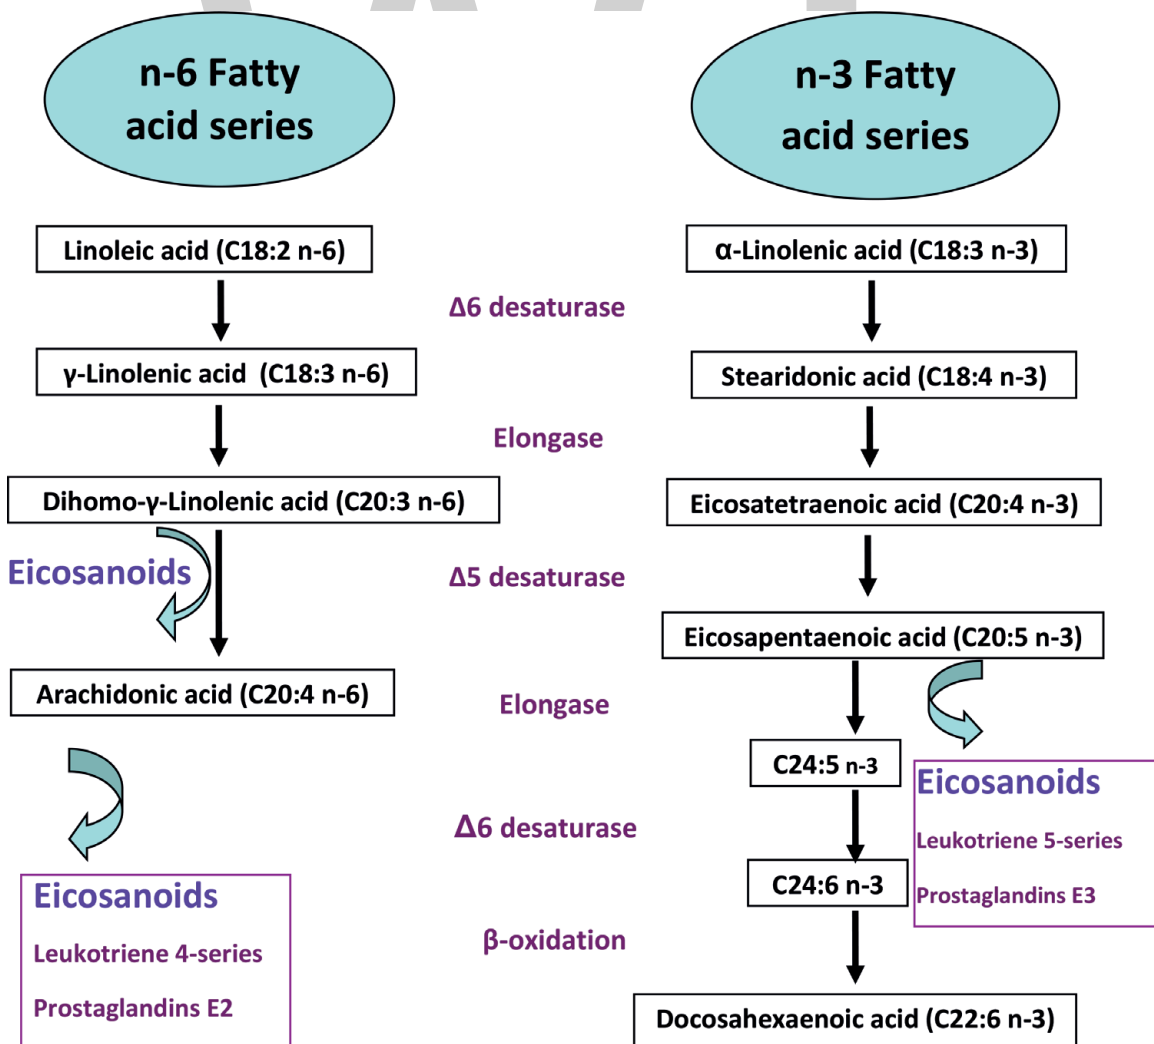 n-6 Fatty
acid series
n-3 Fatty
acid series
Linoleic acid (C18:2 n-6)
α-Linolenic acid (C18:3 n-3)
Δ6 desaturase
γ-Linolenic acid (C18:3 n-6)
Stearidonic acid (C18:4 n-3)
Elongase
Dihomo-γ-Linolenic acid (C20:3 n-6)
Eicosatetraenoic acid (C20:4 n-3)
Eicosanoids
Δ5 desaturase
Eicosapentaenoic acid (C20:5 n-3)
Arachidonic acid (C20:4 n-6)
Elongase
C24:5 n-3
Eicosanoids
Leukotriene 5-series
Prostaglandins E3
Δ6 desaturase
C24:6 n-3
Eicosanoids
Leukotriene 4-series
Prostaglandins E2
β-oxidation
Docosahexaenoic acid (C22:6 n-3)